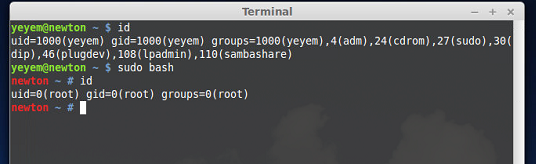 Terminal
yeyem@newton ~ $ id
uid=1000(yeyem) gid=1000(yeyem) groups=1000(yeyem),4(adm),24(cdrom),27(sudo),30(
dip),46(plugdev),108(lpadmin),110(sambashare)
yeyem@newton ~ $ sudo bash
newton ~ # id
uid=0(root) gid=0(root) groups=0(root)
newton ~ #